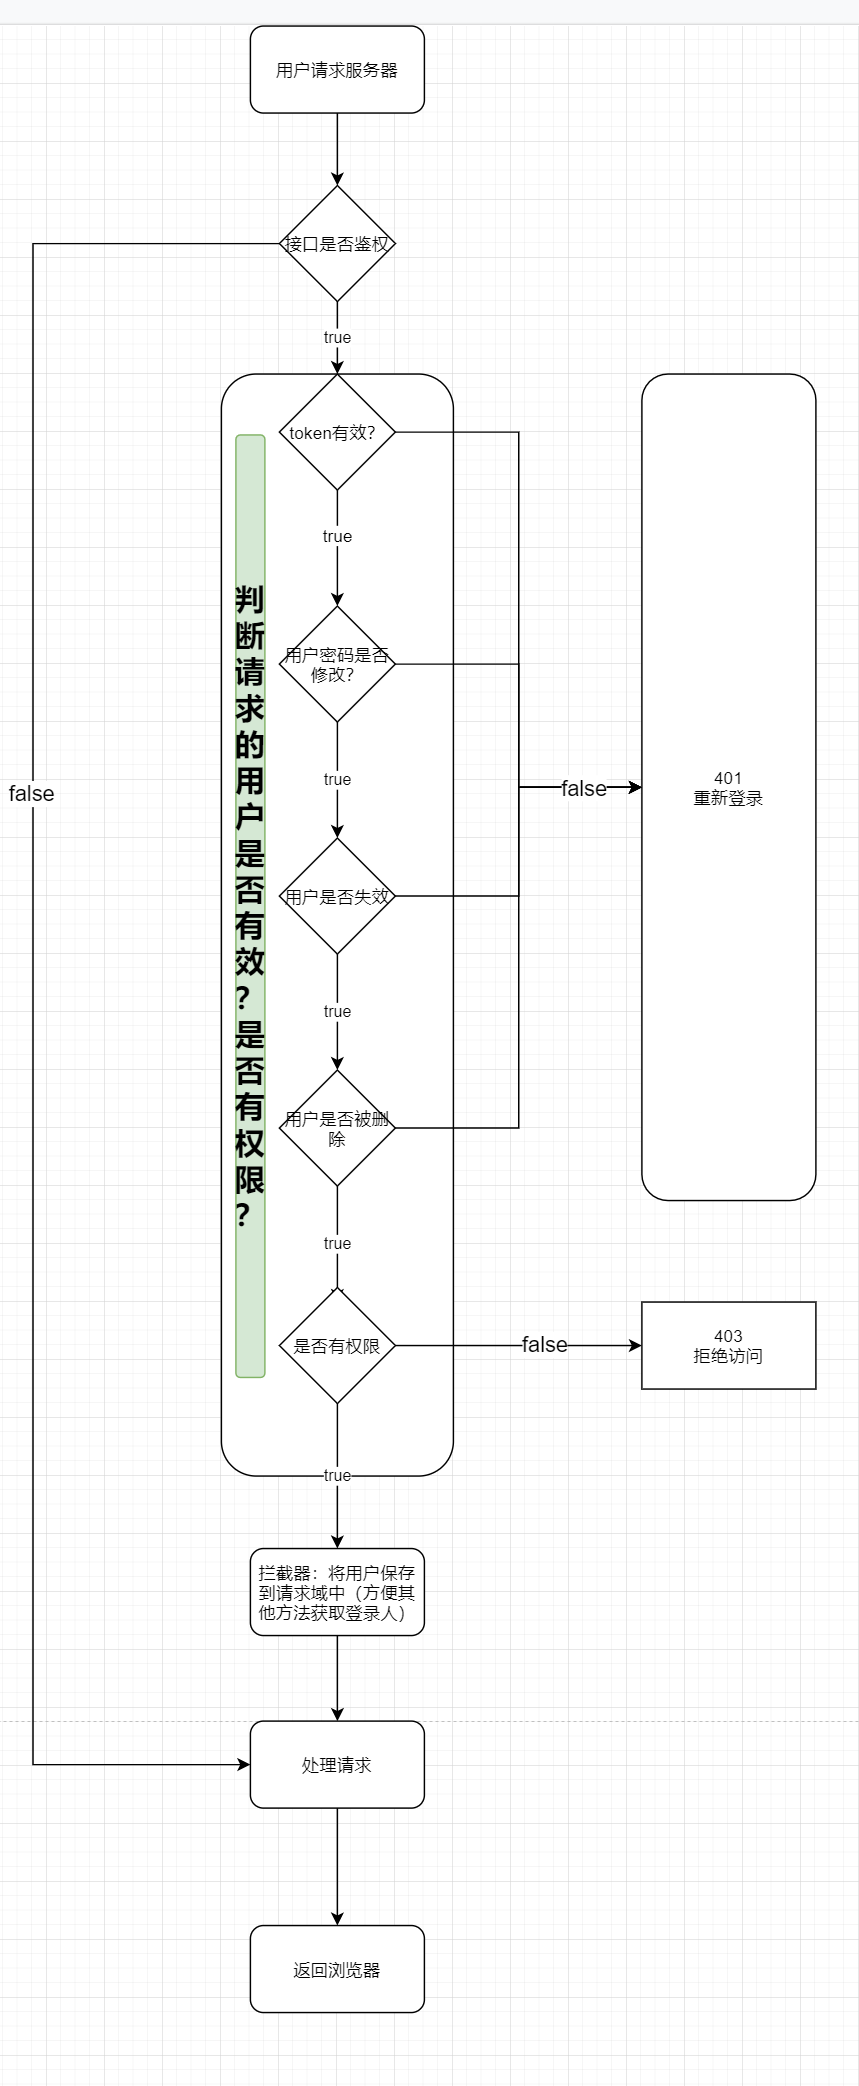 用户请求服务器
接口是否鉴权
true
token有效？
true
用户密码是否
修改？
true
用户是否失效
true
用户是否被删
除
true
是否有权限
true
判
断
请
求
的
用
户
是
否
有
效
？
是
否
有
权
限
？
false
false
401
重新登录
false
403
拒绝访问
拦截器：将用户保存
到请求域中（方便其
他方法获取登录人）
处理请求
返回浏览器